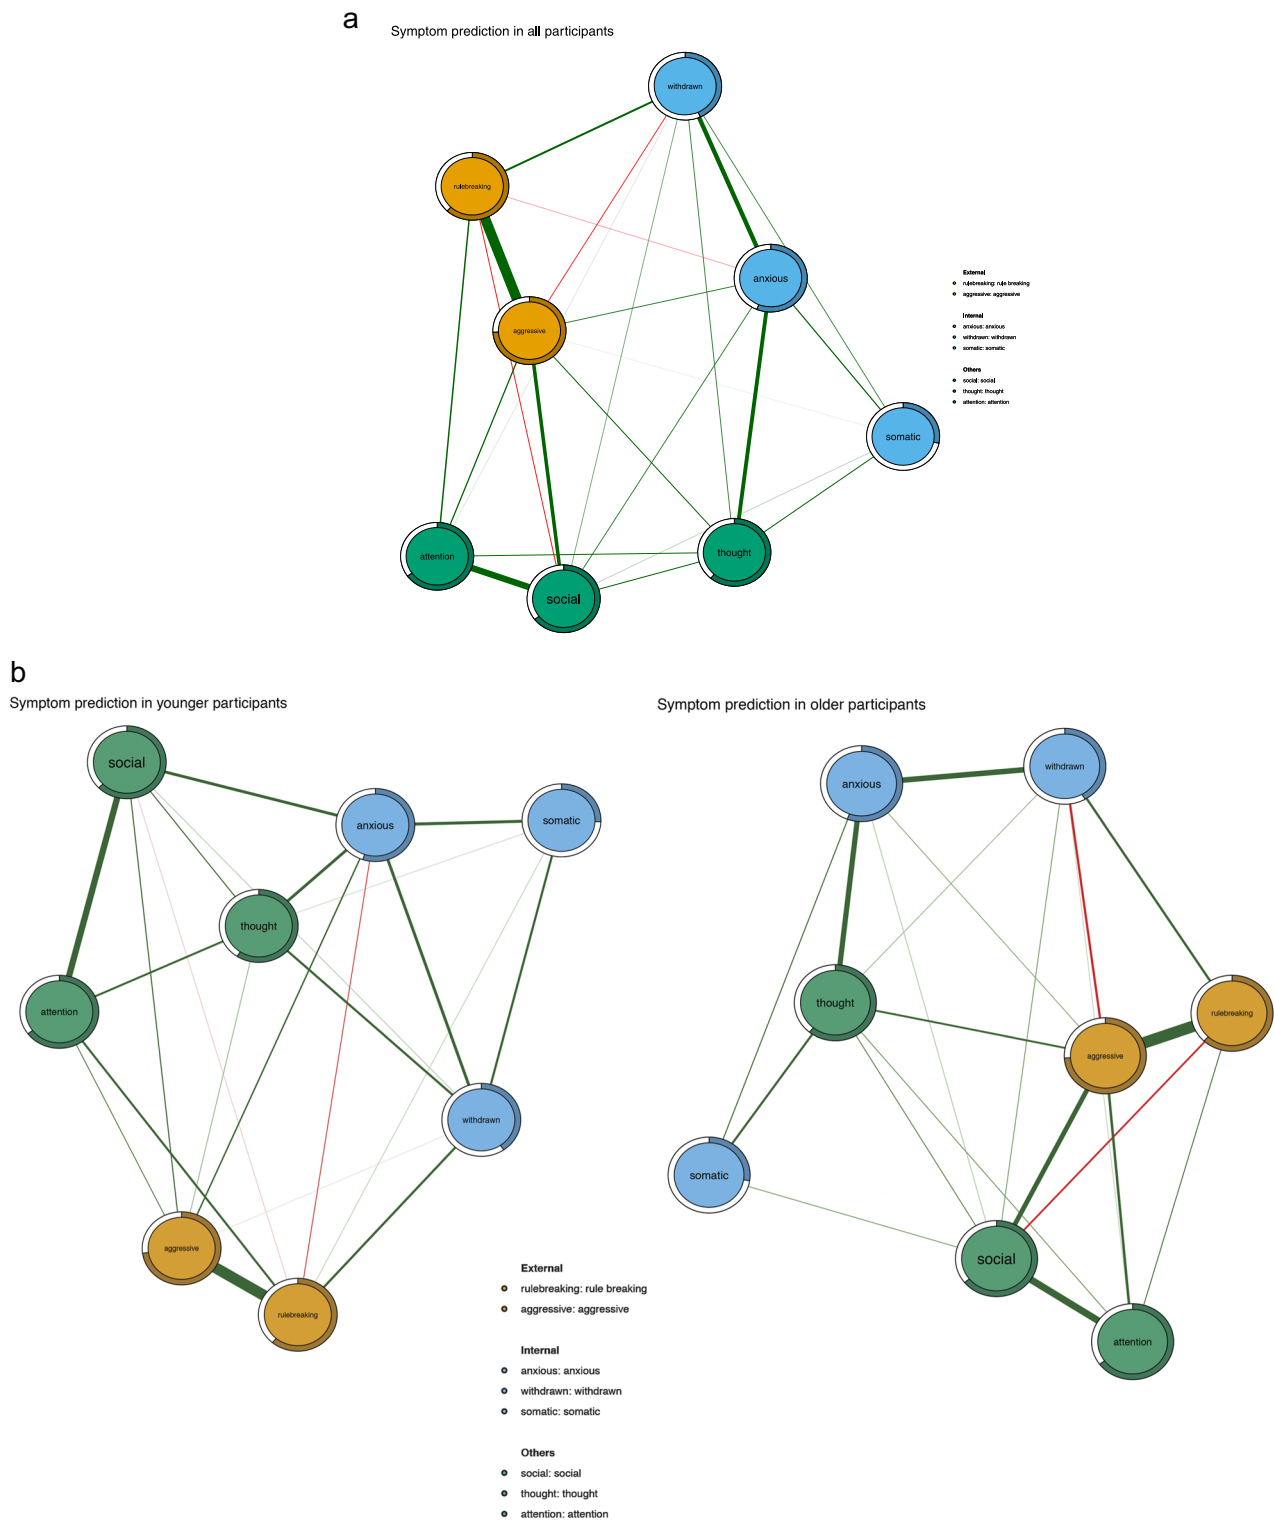 a
Symptom prediction in all participants
withdrawn
rulebreaking
anxious
aggressive
somatic
attention
thought
social
External
rulebreaking: rule breaking
aggressive: aggressive
Internal
anxious: anxious
withdrawn: withdrawn
somatic: somatic
Others
social: social
thought: thought
attention: attention
b
Symptom prediction in younger participants
social
anxious
somatic
thought
attention
withdrawn
aggressive
rulebreaking
Symptom prediction in older participants
withdrawn
anxious
thought
rulebreaking
aggressive
somatic
social
attention
External
rulebreaking: rule breaking
aggressive: aggressive
Internal
anxious: anxious
withdrawn: withdrawn
somatic: somatic
Others
social: social
thought: thought
attention: attention